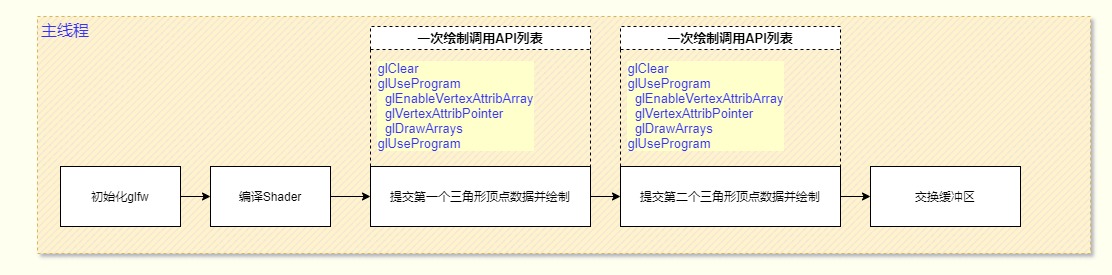 主线程
一次绘制调用API列表
glClear
glUseProgram
glEnableVertexAttribArray
glVertexAttribPointer
glDrawArrays
glUseProgram
一次绘制调用API列表
glClear
glUseProgram
glEnableVertexAttribArray
glVertexAttribPointer
glDrawArrays
glUseProgram
初始化glfw
编译Shader
提交第一个三角形顶点数据并绘制
提交第二个三角形顶点数据并绘制
交换缓冲区